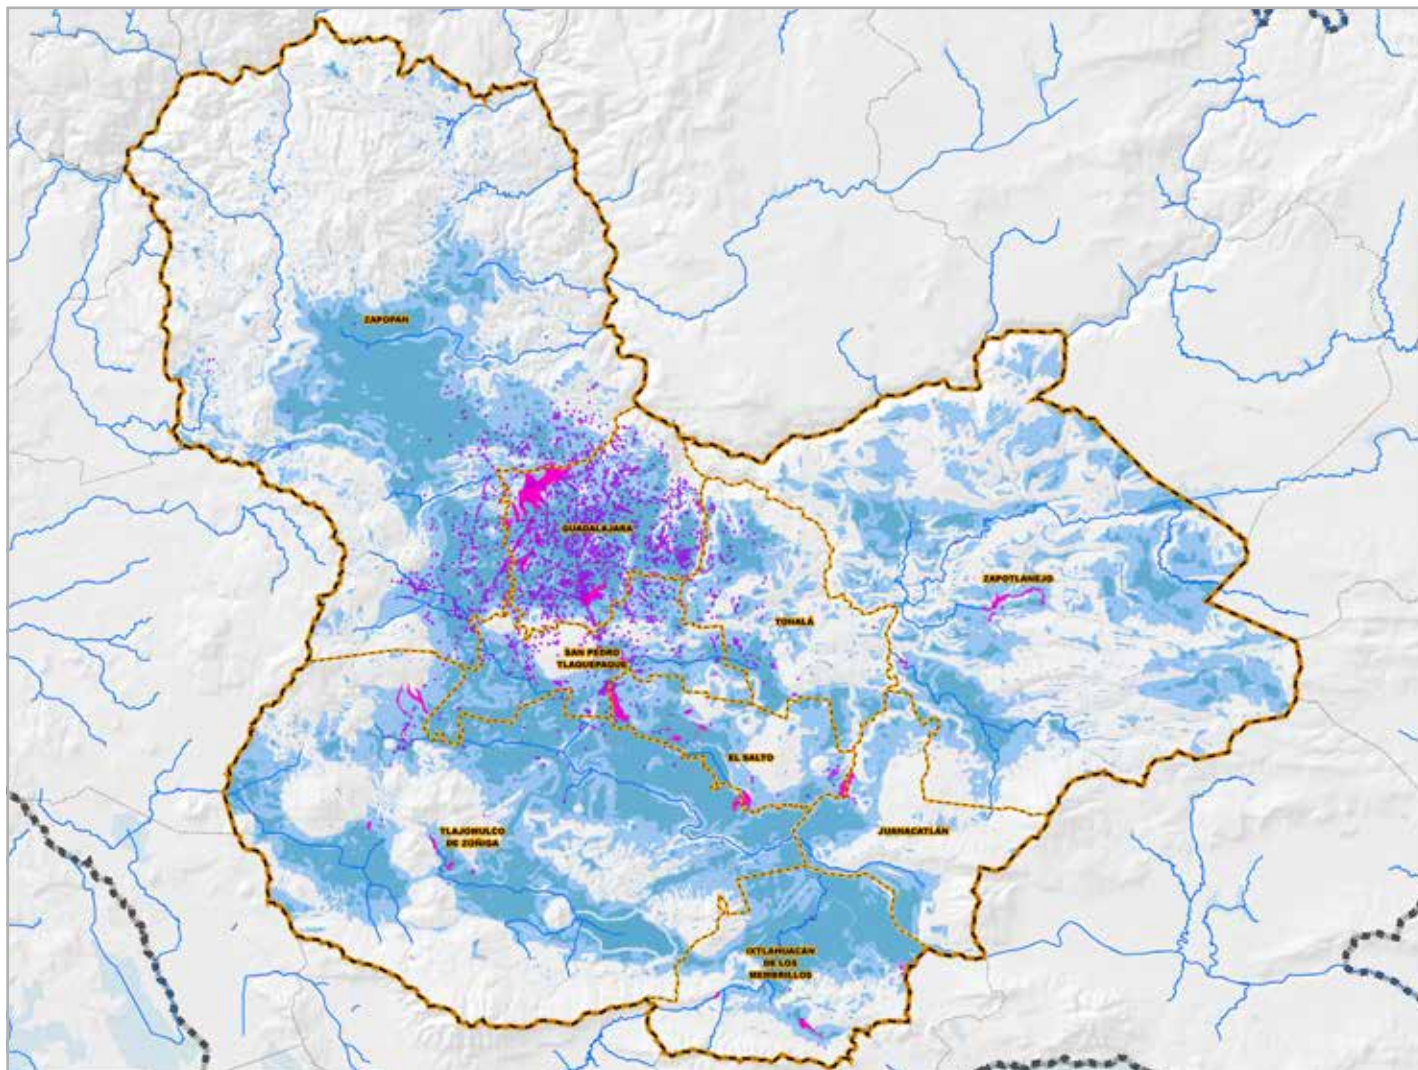 ZAPOPAN
GUADALAJARA
ZAPOTLANEJO
TONALÁ
SAN PEDRO
TLAQUEPAQUE
EL SALTO
TLAJOMULCO
DE ZÚÑIGA
JUANACATLÁN
IXTLAHUACÁN
DE LOS
MEMBRILLOS